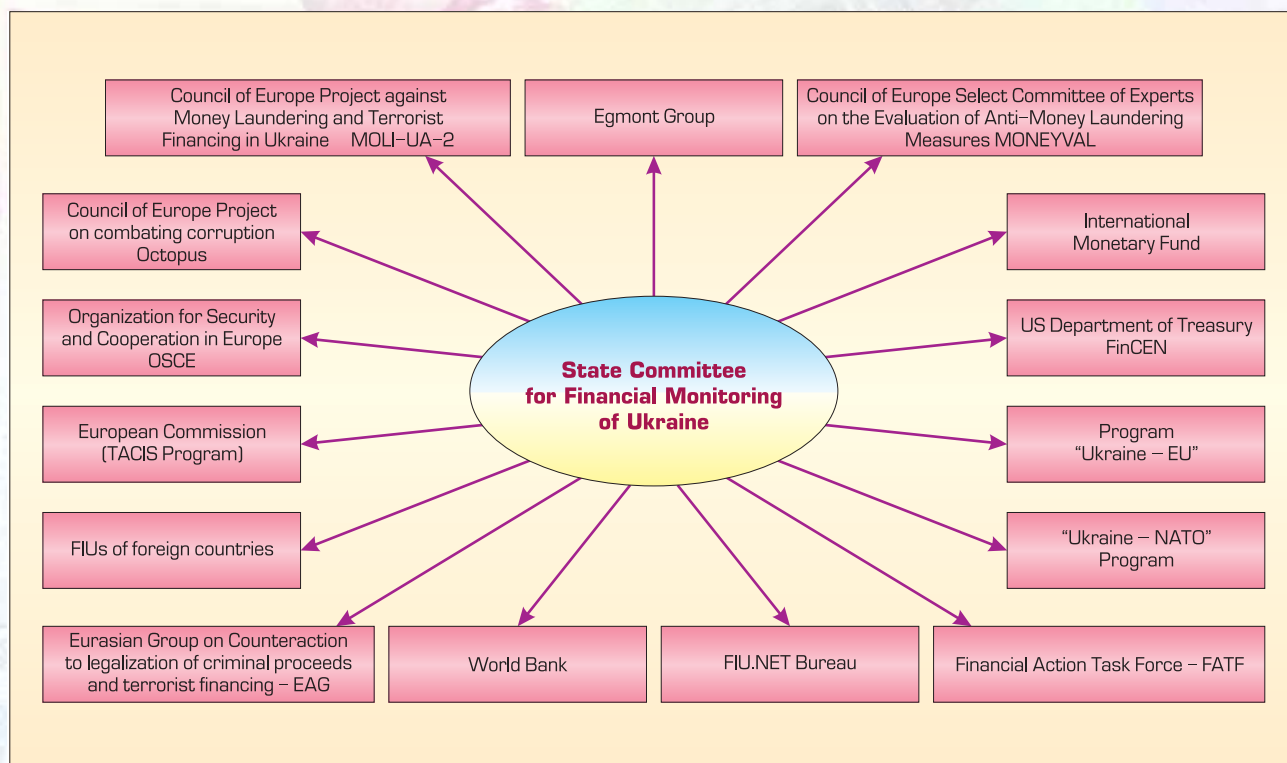 Council of Europe Project against
Money Laundering and Terrorist
Financing in Ukraine MOLI-UA-2
Egmont Group
Council of Europe Select Committee of Experts
on the Evaluation of Anti-Money Laundering
Measures MONEYVAL
Council of Europe Project
on combating corruption
Octopus
International
Monetary Fund
Organization for Security
and Cooperation in Europe
OSCE
US Department of Treasury
FinCEN
State Committee
for Financial Monitoring
of Ukraine
European Commission
(TACIS Program)
Program
“Ukraine – EU”
FIUs of foreign countries
“Ukraine – NATO”
Program
Eurasian Group on Counteraction
to legalization of criminal proceeds
and terrorist financing – EAG
World Bank
FIU.NET Bureau
Financial Action Task Force – FATF